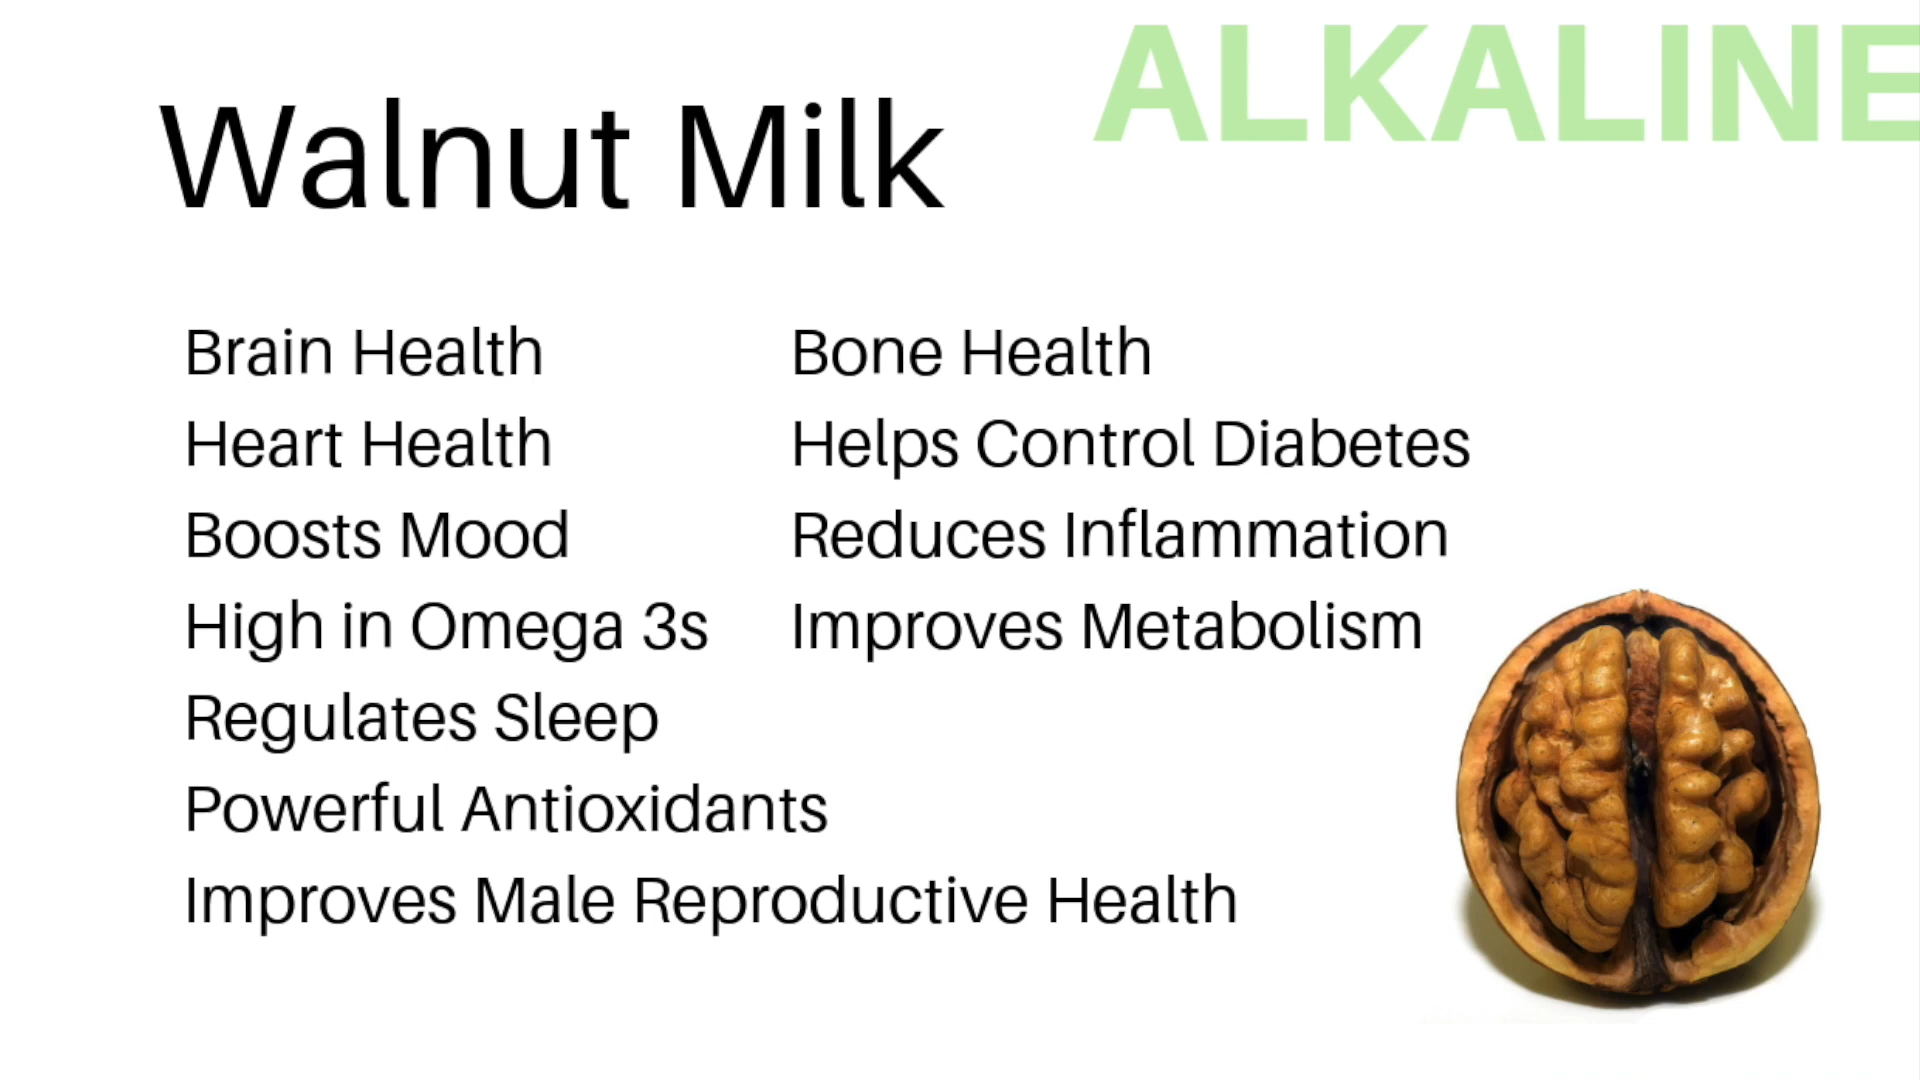 ALKALINE
Walnut Milk
Brain Health
Heart Health
Boosts Mood
High in Omega 3s
Regulates Sleep
Powerful Antioxidants
Improves Male Reproductive Health
Bone Health
Helps Control Diabetes
Reduces Inflammation
Improves Metabolism